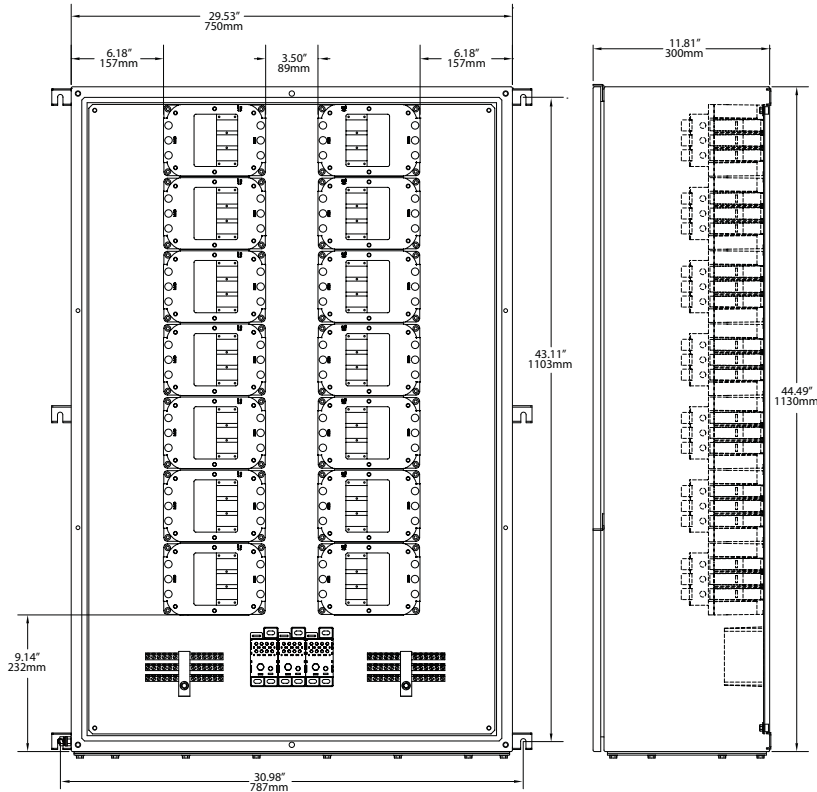 29.53”
750mm
6.18”
157mm
3.50”
89mm
6.18”
157mm
11.81”
300mm
43.11”
1103mm
44.49”
1130mm
9.14”
232mm
30.98”
787mm